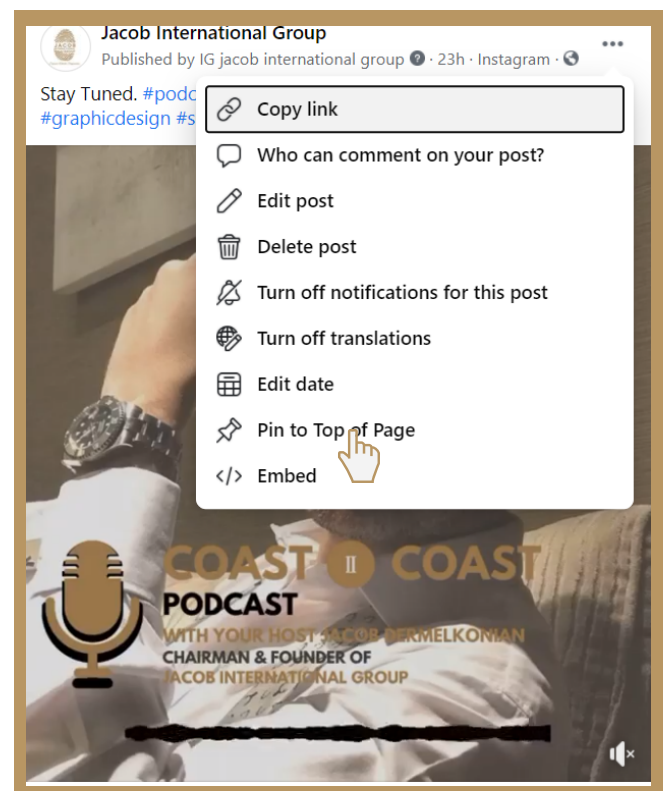 Jacob International Group
Published by IG jacob international group · 23h · Instagram ·
Stay Tuned. #podc
#graphicdesign #s
Copy link
Who can comment on your post?
Edit post
Delete post
Turn off notifications for this post
Turn off translations
Edit date
Pin to Top of Page
</> Embed
COAST II COAST
PODCAST
WITH YOUR HOST JACOB DERMELKONIAN
CHAIRMAN & FOUNDER OF
JACOB INTERNATIONAL GROUP